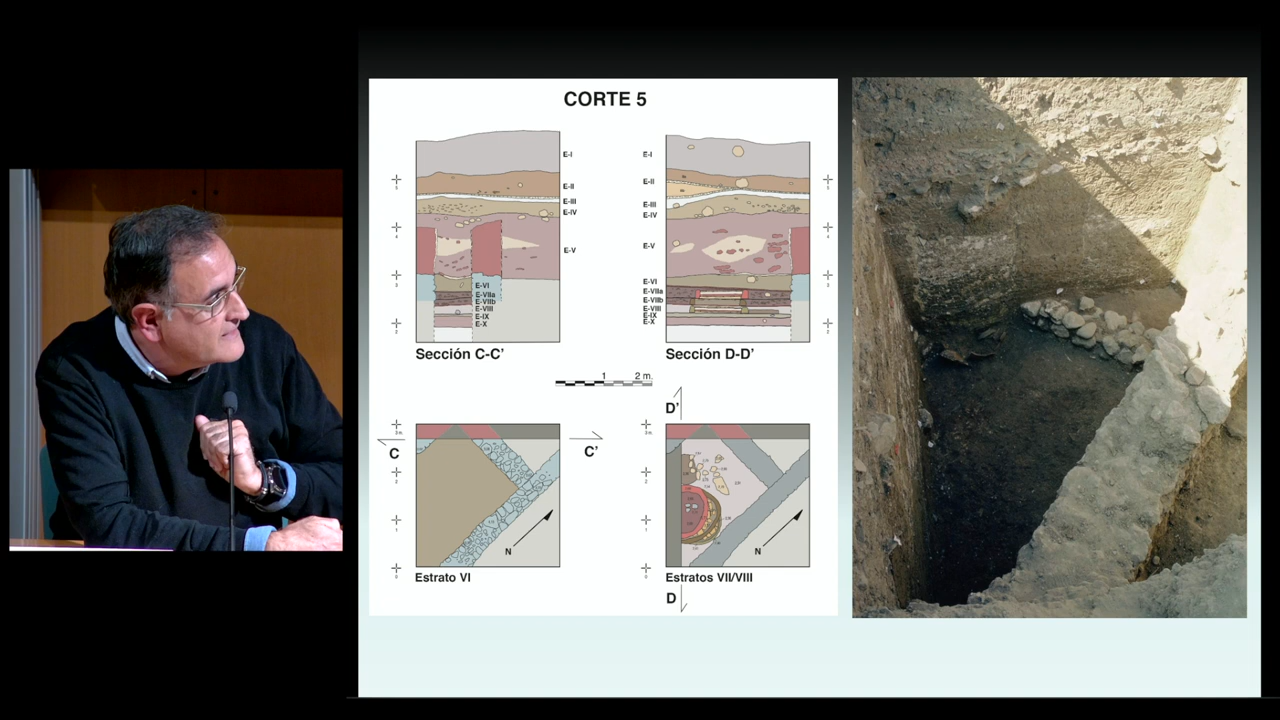 CORTE 5
E-I
E-II
E-III
E-IV
E-V
E-VI
E-VIIa
E-VIIb
E-VIII
E-IX
E-X
Sección C-C'
E-I
E-II
E-III
E-IV
E-V
E-VI
E-VIIa
E-VIIb
E-VIII
E-IX
E-X
Sección D-D'
1 2 m.
C
C'
N
Estrato VI
D'
N
Estratos VII/VIII
D